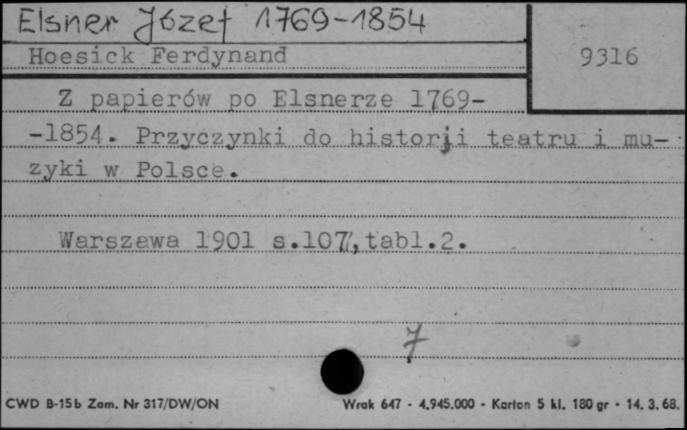 Elsner Józef 1769-1854
Hoesick Ferdynand
9316
Z papierów po Elsnerze 1769-
-1854. Przyczynki do historji teatru i mu-
zyki w Polsce.
Warszawa 1901 s.107, tabl.2.
7
CWD B-15b Zam. Nr 317/DW/ON
Wrak 647 - 4.945.000 - Karton 5 kl. 180 gr - 14. 3. 68.